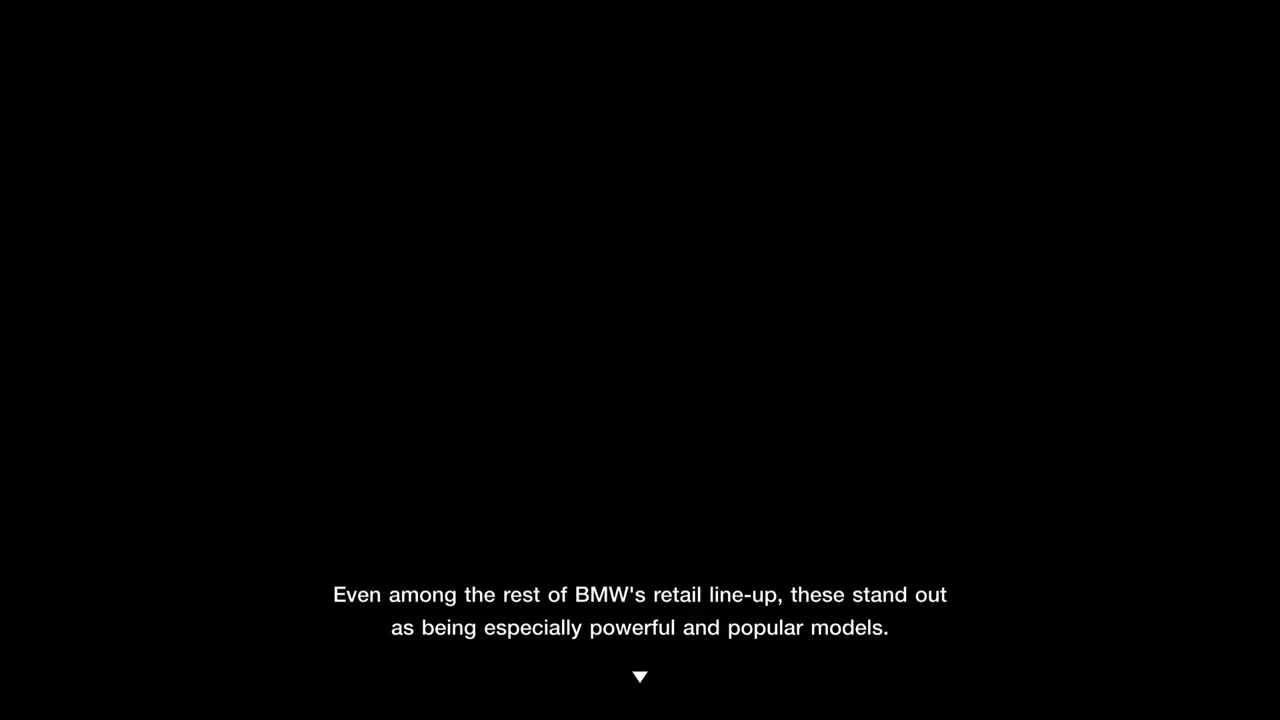 Even among the rest of BMW's retail line-up, these stand out
as being especially powerful and popular models.